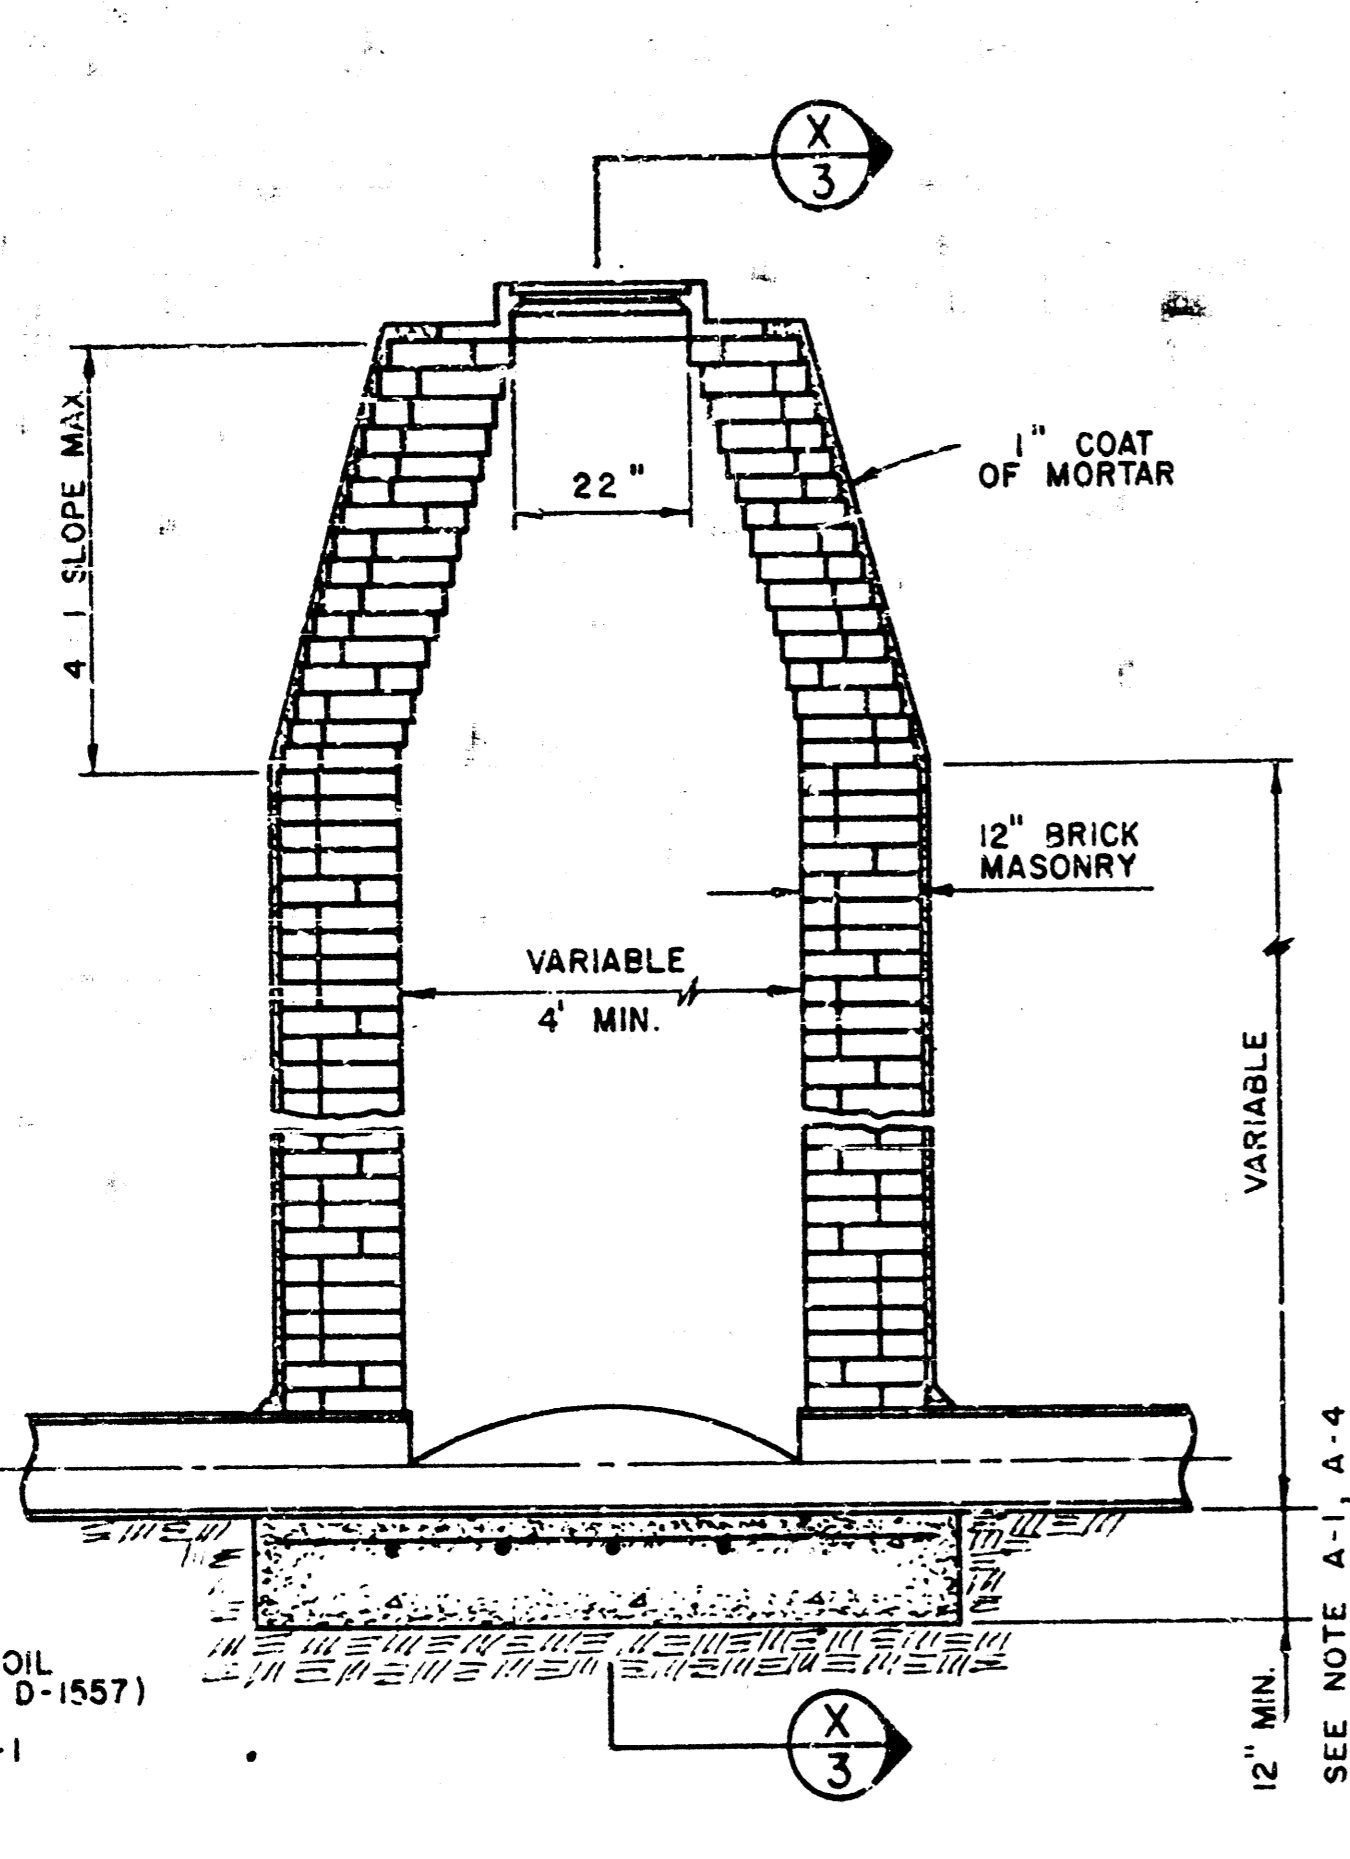 X
3
4 1 SLOPE MAX
22"
1" COAT
OF MORTAR
12" BRICK
MASONRY
VARIABLE
4' MIN.
VARIABLE
12" MIN.
SEE NOTE A-1, A-4
OIL
D-1557)
-1
X
3